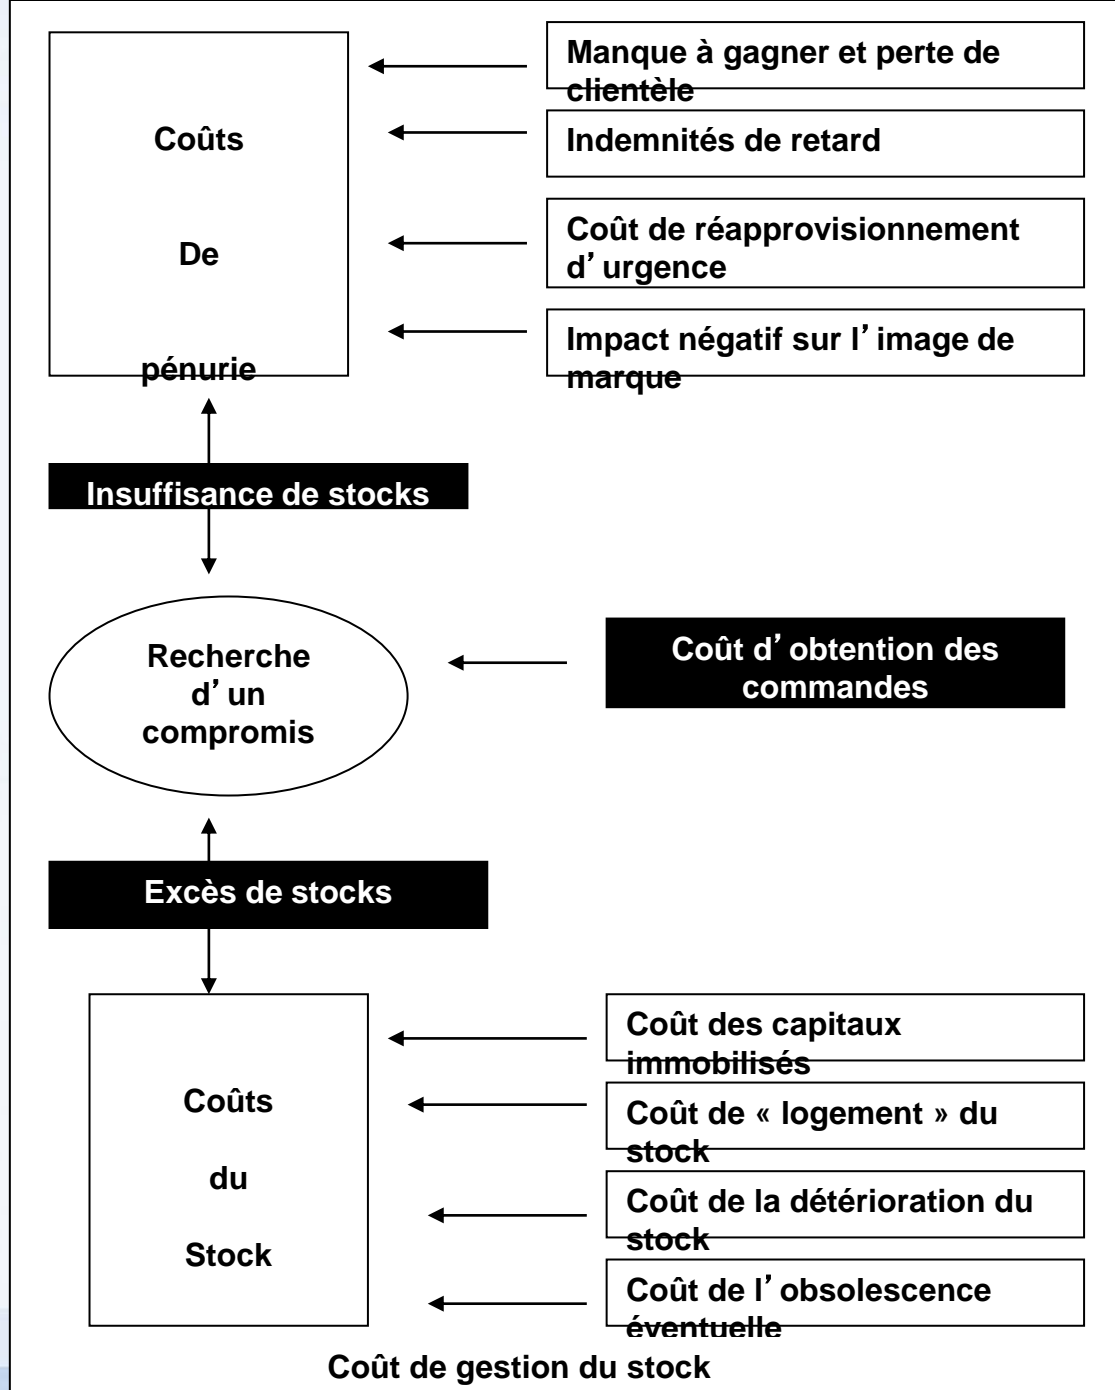 Coûts
De
pénurie
Manque à gagner et perte de
clientèle
Indemnités de retard
Coût de réapprovisionnement
d’urgence
Impact négatif sur l’image de
marque
Insuffisance de stocks
Recherche
d’un
compromis
Coût d’obtention des
commandes
Excès de stocks
Coûts
du
Stock
Coût des capitaux
immobilisés
Coût de « logement » du
stock
Coût de la détérioration du
stock
Coût de l’obsolescence
éventuelle
Coût de gestion du stock